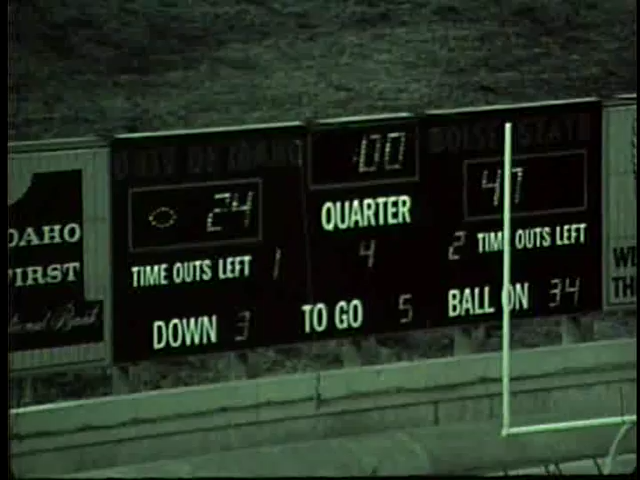 UNIV OF IDAHO
:00
BOISE STATE
24
47
QUARTER
4
TIME OUTS LEFT 1
2 TIME OUTS LEFT
DOWN 3
TO GO 5
BALL ON 34
DAHO
FIRST